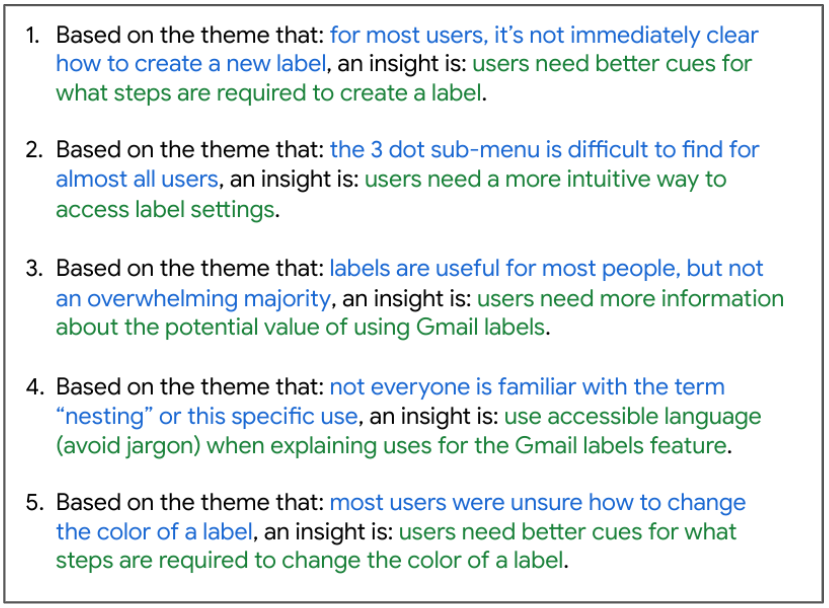 1. Based on the theme that: for most users, it’s not immediately clear
how to create a new label, an insight is: users need better cues for
what steps are required to create a label.
2. Based on the theme that: the 3 dot sub-menu is difficult to find for
almost all users, an insight is: users need a more intuitive way to
access label settings.
3. Based on the theme that: labels are useful for most people, but not
an overwhelming majority, an insight is: users need more information
about the potential value of using Gmail labels.
4. Based on the theme that: not everyone is familiar with the term
“nesting” or this specific use, an insight is: use accessible language
(avoid jargon) when explaining uses for the Gmail labels feature.
5. Based on the theme that: most users were unsure how to change
the color of a label, an insight is: users need better cues for what
steps are required to change the color of a label.